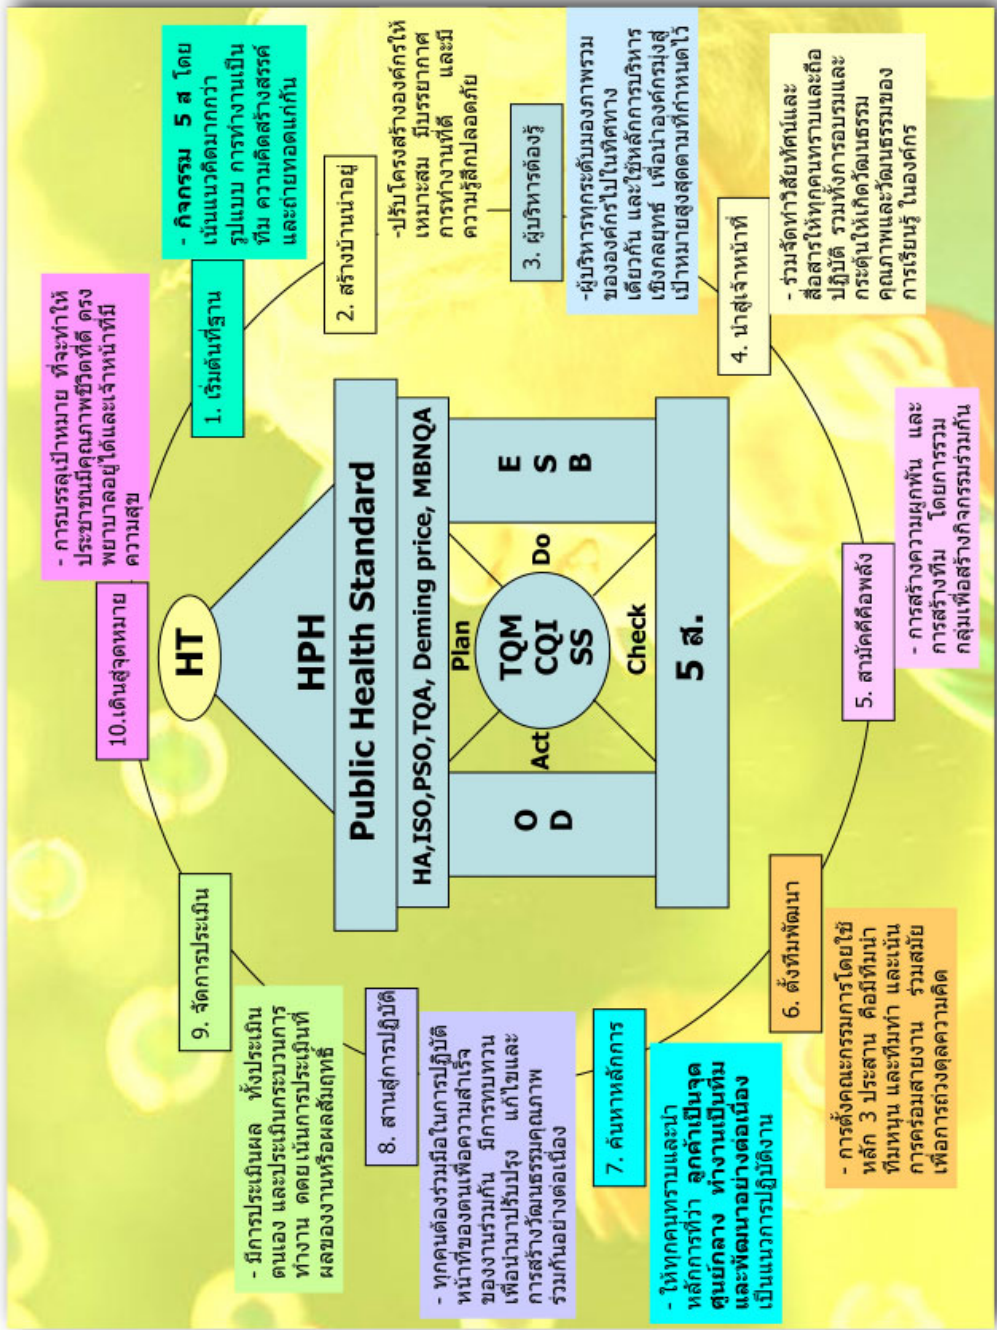 HT
HPH
Public Health Standard
HA,ISO,PSO,TQA, Deming price, MBNQA
O
D
Plan
Act
TQM
CQI
SS
Do
Check
E
S
B
5 ส.
1. เริ่มต้นที่ฐาน
- กิจกรรม 5 ส โดย
เน้นแนวคิดมากกว่า
รูปแบบ การทำงานเป็น
ทีม ความคิดสร้างสรรค์
และถ่ายทอดแก่กัน
2. สร้างบ้านน่าอยู่
-ปรับโครงสร้างองค์กรให้
เหมาะสม มีบรรยากาศ
การทำงานที่ดี และมี
ความรู้สึกปลอดภัย
3. ผู้บริหารต้องรู้
-ผู้บริหารทุกระดับมองภาพรวม
ขององค์กรไปในทิศทาง
เดียวกัน และใช้หลักการบริหาร
เชิงกลยุทธ์ เพื่อนำองค์กรมุ่งสู่
เป้าหมายสูงสุดตามที่กำหนดไว้
4. นำสู่เจ้าหน้าที่
- ร่วมจัดทำวิสัยทัศน์และ
สื่อสารให้ทุกคนทราบและถือ
ปฏิบัติ รวมทั้งการอบรมและ
กระตุ้นให้เกิดวัฒนธรรม
คุณภาพและวัฒนธรรมของ
การเรียนรู้ ในองค์กร
5. สามัคคีคือพลัง
- การสร้างความผูกพัน และ
การสร้างทีม โดยการรวม
กลุ่มเพื่อสร้างกิจกรรมร่วมกัน
6. ตั้งทีมพัฒนา
- การตั้งคณะกรรมการโดยใช้
หลัก 3 ประสาน คือมีทีมนำ
ทีมหนุน และทีมทำ และเน้น
การคร่อมสายงาน ร่วมสมัย
เพื่อการถ่วงดุลความคิด
7. ค้นหาหลักการ
- ให้ทุกคนทราบและนำ
หลักการที่ว่า ลูกค้าเป็นจุด
ศูนย์กลาง ทำงานเป็นทีม
และพัฒนาอย่างต่อเนื่อง
เป็นแนวการปฏิบัติงาน
8. สานสู่การปฏิบัติ
- ทุกคนต้องร่วมมือในการปฏิบัติ
หน้าที่ของตนเพื่อความสำเร็จ
ของงานร่วมกัน มีการทบทวน
เพื่อนำมาปรับปรุง แก้ไขและ
การสร้างวัฒนธรรมคุณภาพ
ร่วมกันอย่างต่อเนื่อง
9. จัดการประเมิน
- มีการประเมินผล ทั้งประเมิน
ตนเอง และประเมินกระบวนการ
ทำงาน ตดยเน้นการประเมินที่
ผลของงานหรือผลสัมฤทธิ์
10.เดินสู่จุดหมาย
- การบรรลุเป้าหมาย ที่จะทำให้
ประชาชนมีคุณภาพชีวิตที่ดี ตรง
พยาบาลอยู่ได้และเจ้าหน้าที่มี
ความสุข